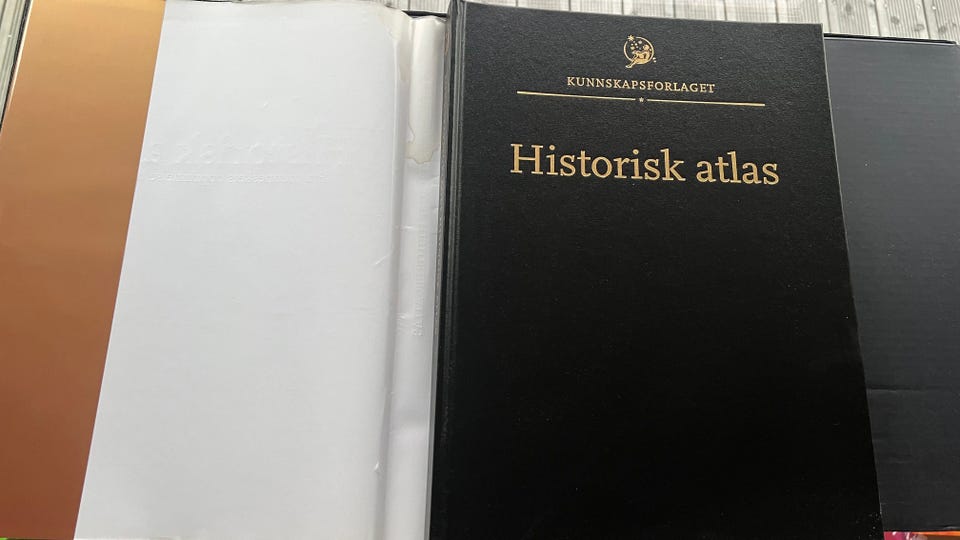 KUNNSKAPSFORLAGET
Historisk atlas